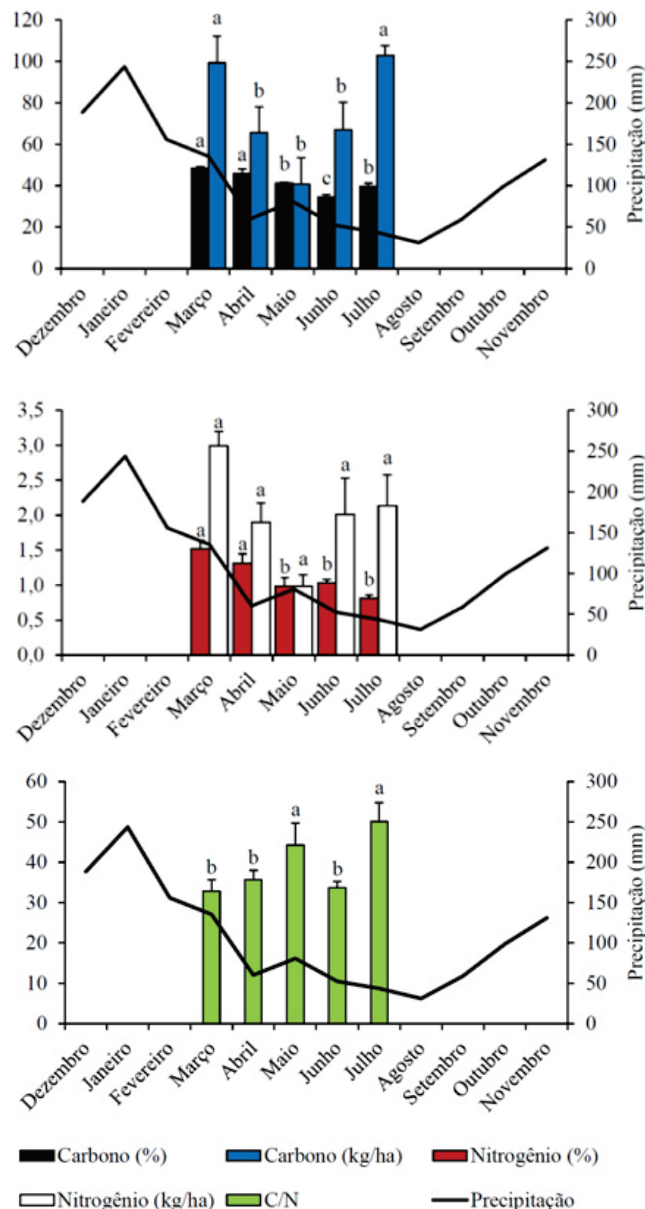 120
100
80
60
40
20
0
300
250
200
150
100
50
0
Precipitação (mm)
a
a
a
b
b
b
c
b
b
a
Dezembro
Janeiro
Fevereiro
Março
Abril
Maio
Junho
Julho
Agosto
Setembro
Outubro
Novembro
3,5
3,0
2,5
2,0
1,5
1,0
0,5
0,0
300
250
200
150
100
50
0
Precipitação (mm)
a
a
a
a
b
a
b
a
b
a
Dezembro
Janeiro
Fevereiro
Março
Abril
Maio
Junho
Julho
Agosto
Setembro
Outubro
Novembro
60
50
40
30
20
10
0
300
250
200
150
100
50
0
Precipitação (mm)
b
b
a
b
a
Dezembro
Janeiro
Fevereiro
Março
Abril
Maio
Junho
Julho
Agosto
Setembro
Outubro
Novembro
Carbono (%) Carbono (kg/ha) Nitrogênio (%)
Nitrogênio (kg/ha) C/N Precipitação